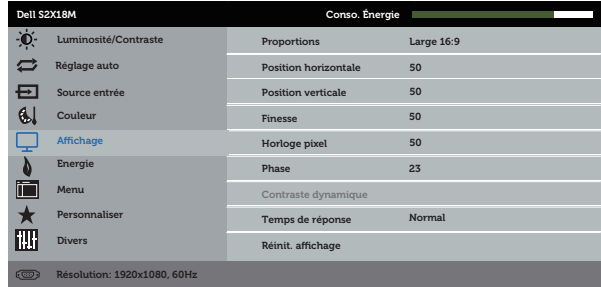 Dell S2X18M Conso. Énergie
Luminosité/Contraste
Réglage auto
Source entrée
Couleur
Affichage
Energie
Menu
Personnaliser
Divers
Proportions Large 16:9
Position horizontale 50
Position verticale 50
Finesse 50
Horloge pixel 50
Phase 23
Contraste dynamique
Temps de réponse Normal
Réinit. affichage
Résolution: 1920x1080, 60Hz